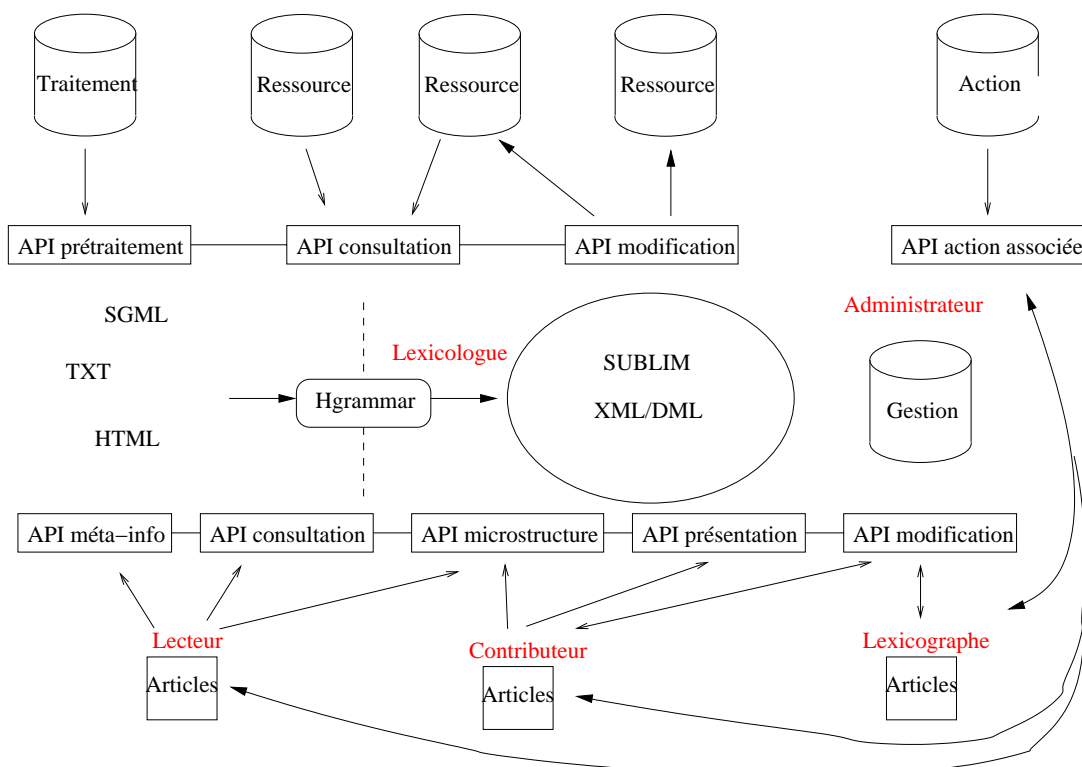 Traitement
Ressource
Ressource
Ressource
Action
API prétraitement
API consultation
API modification
API action associée
SGML
TXT
HTML
Hgrammar
Lexicologue
SUBLIM
XML/DML
Administrateur
Gestion
API méta−info
API consultation
API microstructure
API présentation
API modification
Lecteur
Articles
Contributeur
Articles
Lexicographe
Articles